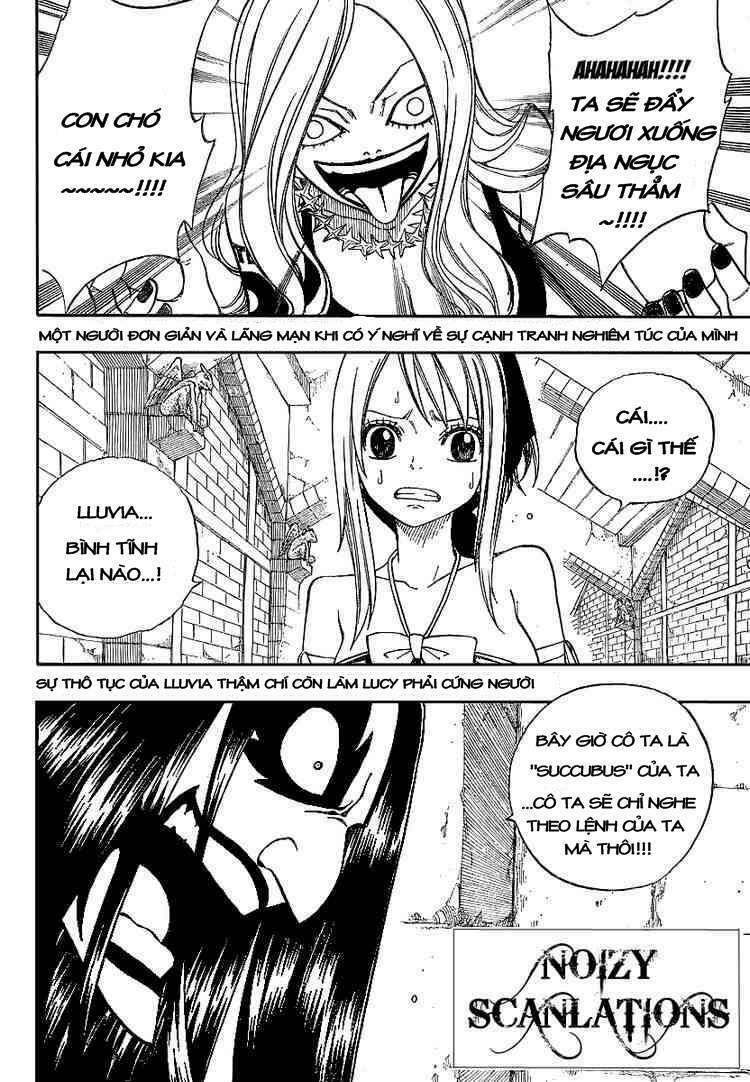 AHAHAHAH!!!!
TA SẼ ĐẨY
NGƯƠI XUỐNG
ĐỊA NGỤC
SÂU THẲM
~!!!!
CON CHÓ
CÁI NHỎ KIA
~~~~~!!!!
MỘT NGƯỜI ĐƠN GIẢN VÀ LÃNG MẠN KHI CÓ Ý NGHĨ VỀ SỰ CẠNH TRANH NGHIÊM TÚC CỦA MÌNH
CÁI....
CÁI GÌ THẾ
....!?
LLUVIA...
BÌNH TĨNH
LẠI NÀO...!
SỰ THÔ TỤC CỦA LLUVIA THẬM CHÍ CÒN LÀM LUCY PHẢI CỨNG NGƯỜI
BÂY GIỜ CÔ TA LÀ
"SUCCUBUS" CỦA TA
...CÔ TA SẼ CHỈ NGHE
THEO LỆNH CỦA TA
MÀ THÔI!!!
NOIZY
SCANLATIONS